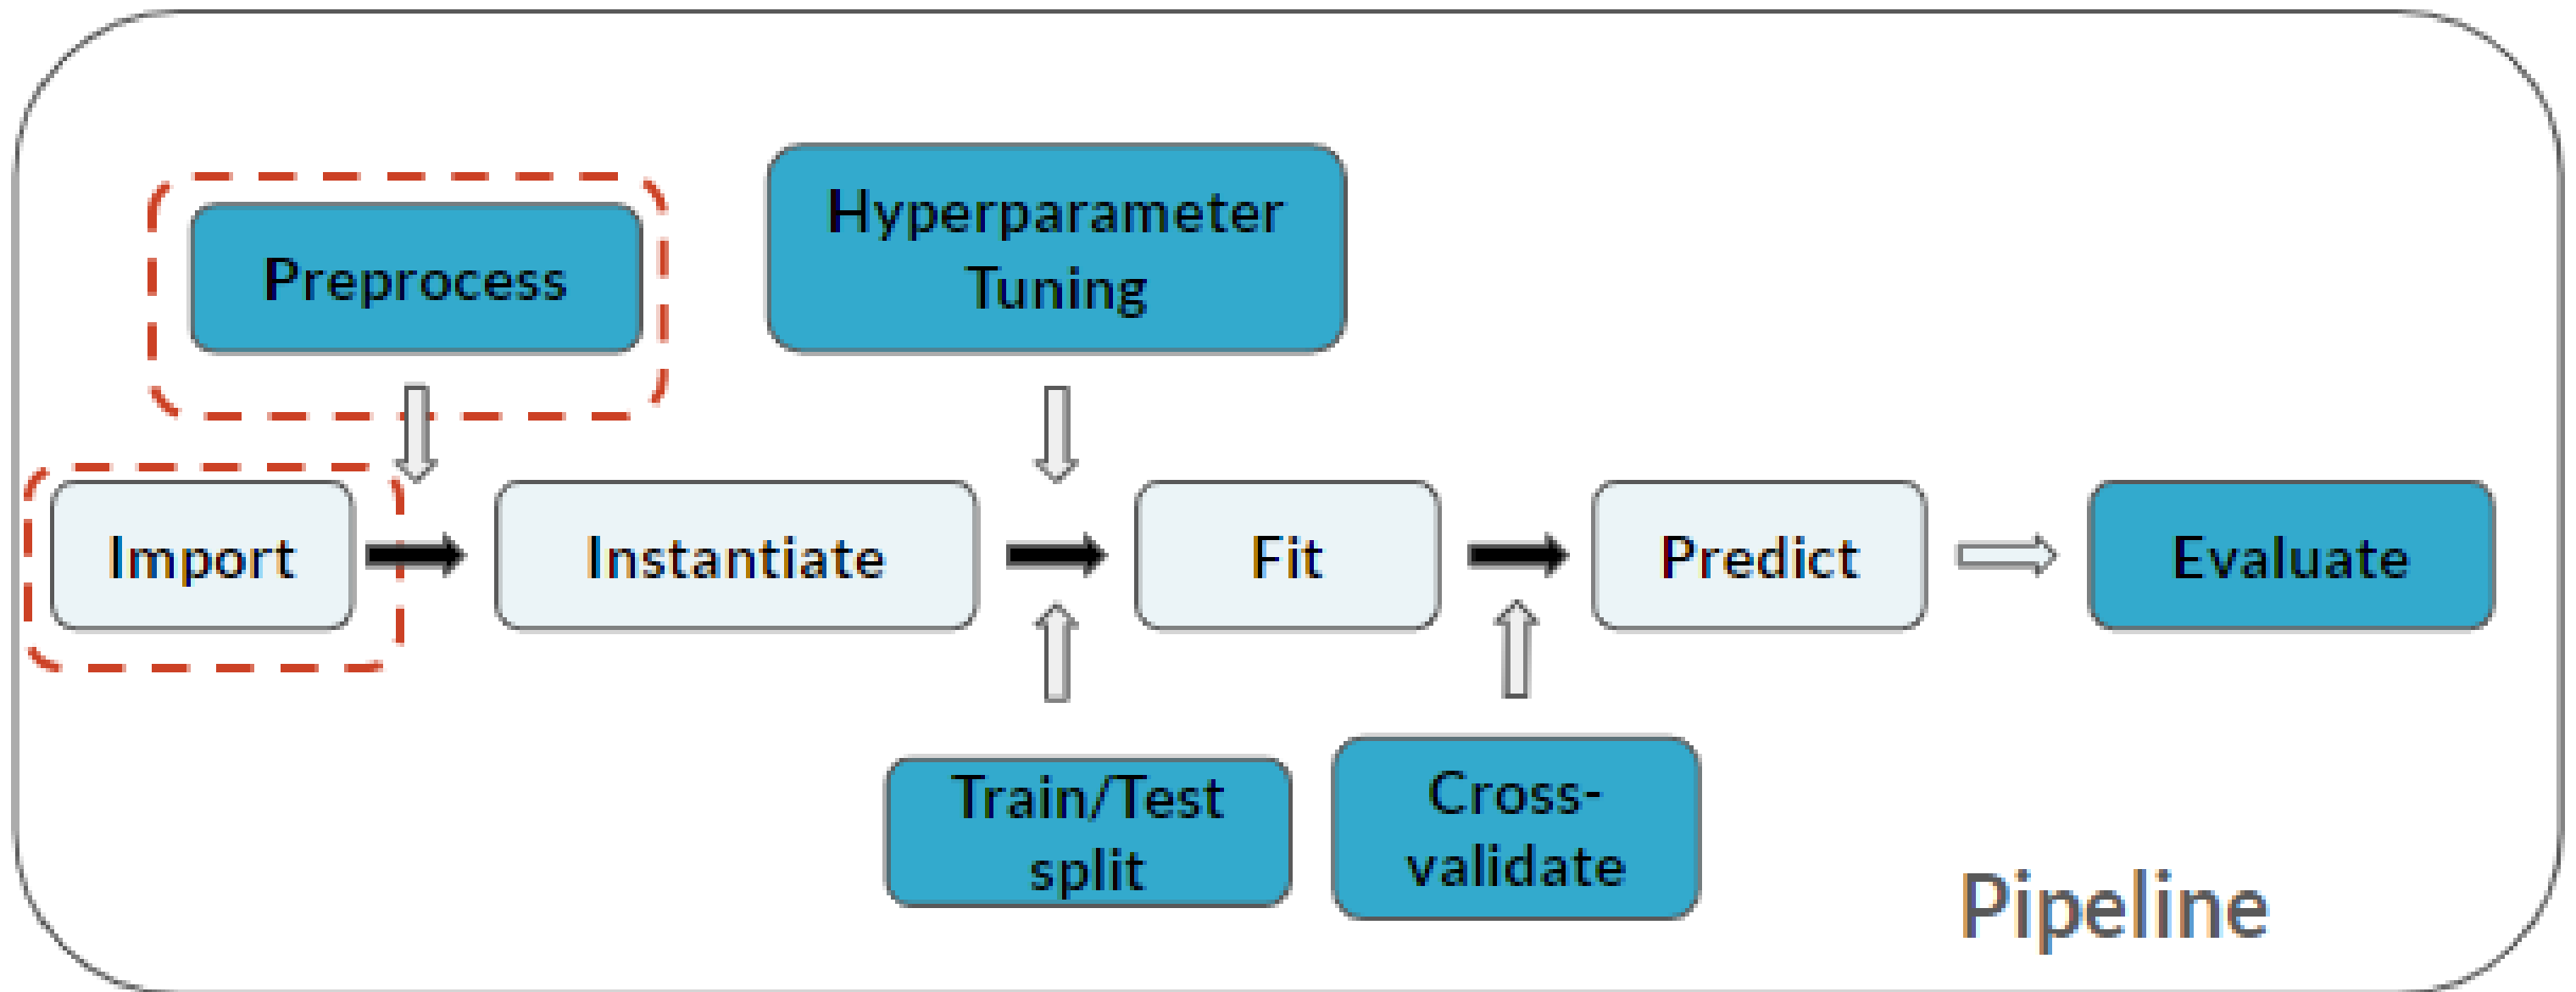 Preprocess
Hyperparameter
Tuning
Import
Instantiate
Fit
Predict
Evaluate
Train/Test
split
Cross-
validate
Pipeline